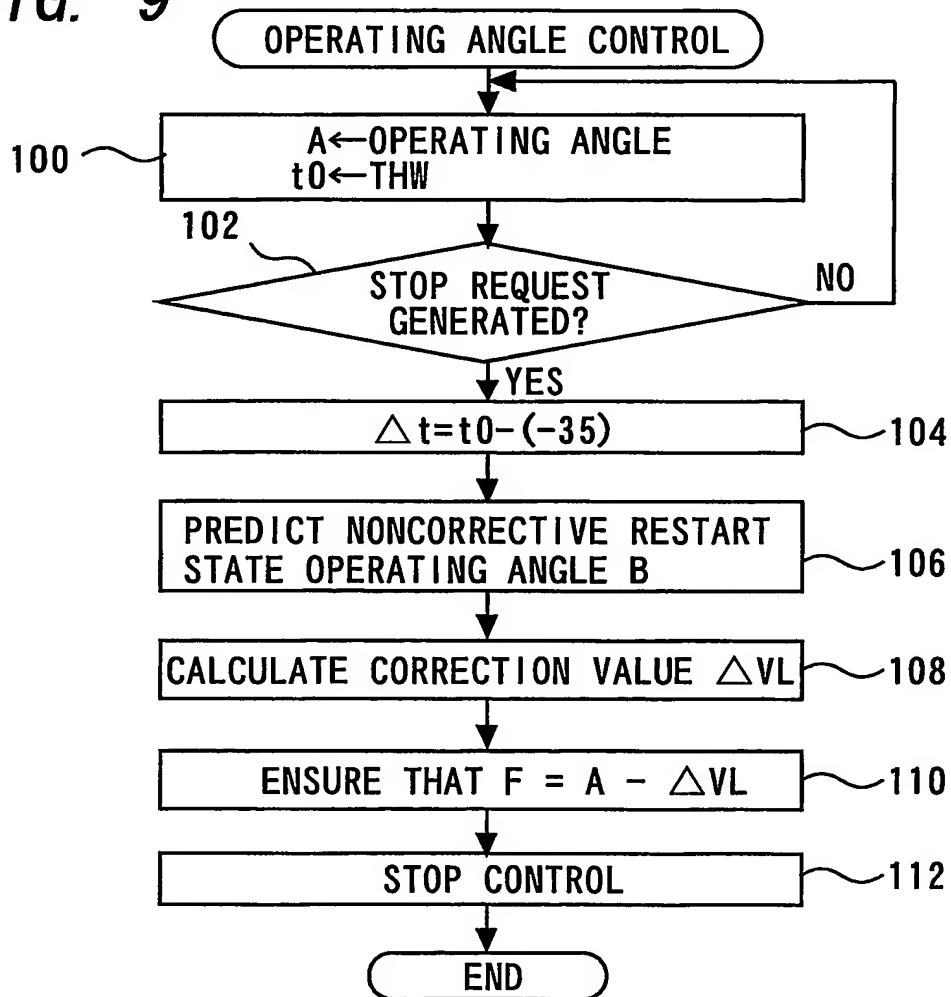 9
OPERATING ANGLE CONTROL
100
A←OPERATING ANGLE
t0←THW
102
STOP REQUEST
GENERATED?
NO
YES
△t=t0-(-35)
104
PREDICT NONCORRECTIVE RESTART
STATE OPERATING ANGLE B
106
CALCULATE CORRECTION VALUE △VL
108
ENSURE THAT F = A - △VL
110
STOP CONTROL
112
END